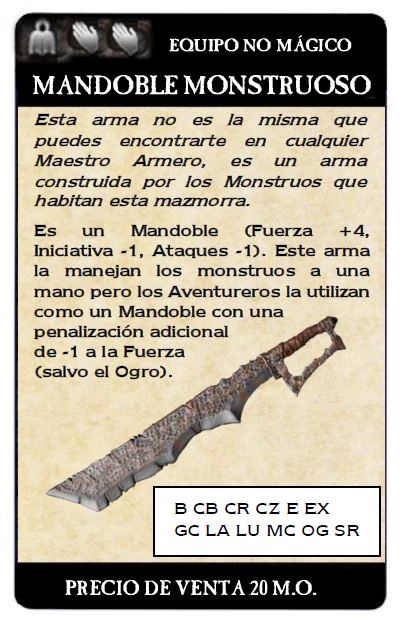 EQUIPO NO MÁGICO
MANDOBLE MONSTRUOSO
Esta arma no es la misma que
puedes encontrarte en cualquier
Maestro Armero, es un arma
construida por los Monstruos que
habitan esta mazmorra.
Es un Mandoble (Fuerza +4,
Iniciativa -1, Ataques -1). Este arma
la manejan los monstruos a una
mano pero los Aventureros la utilizan
como un Mandoble con una
penalización adicional
de -1 a la Fuerza
(salvo el Ogro).
B CB CR CZ E EX
GC LA LU MC OG SR
PRECIO DE VENTA 20 M.O.